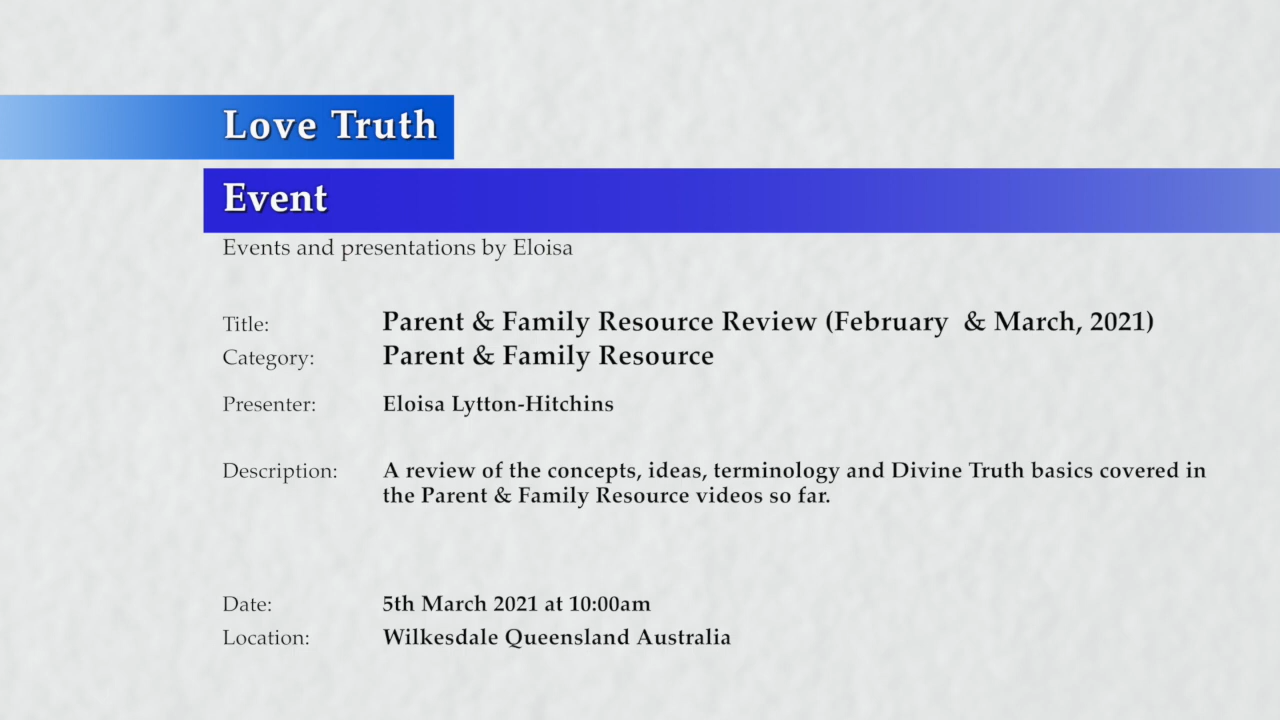 Love Truth
Event
Events and presentations by Eloisa
Title: Parent & Family Resource Review (February  & March, 2021)
Category: Parent & Family Resource
Presenter: Eloisa Lytton-Hitchins
Description: A review of the concepts, ideas, terminology and Divine Truth basics covered in
the Parent & Family Resource videos so far.
Date: 5th March 2021 at 10:00am
Location: Wilkesdale Queensland Australia